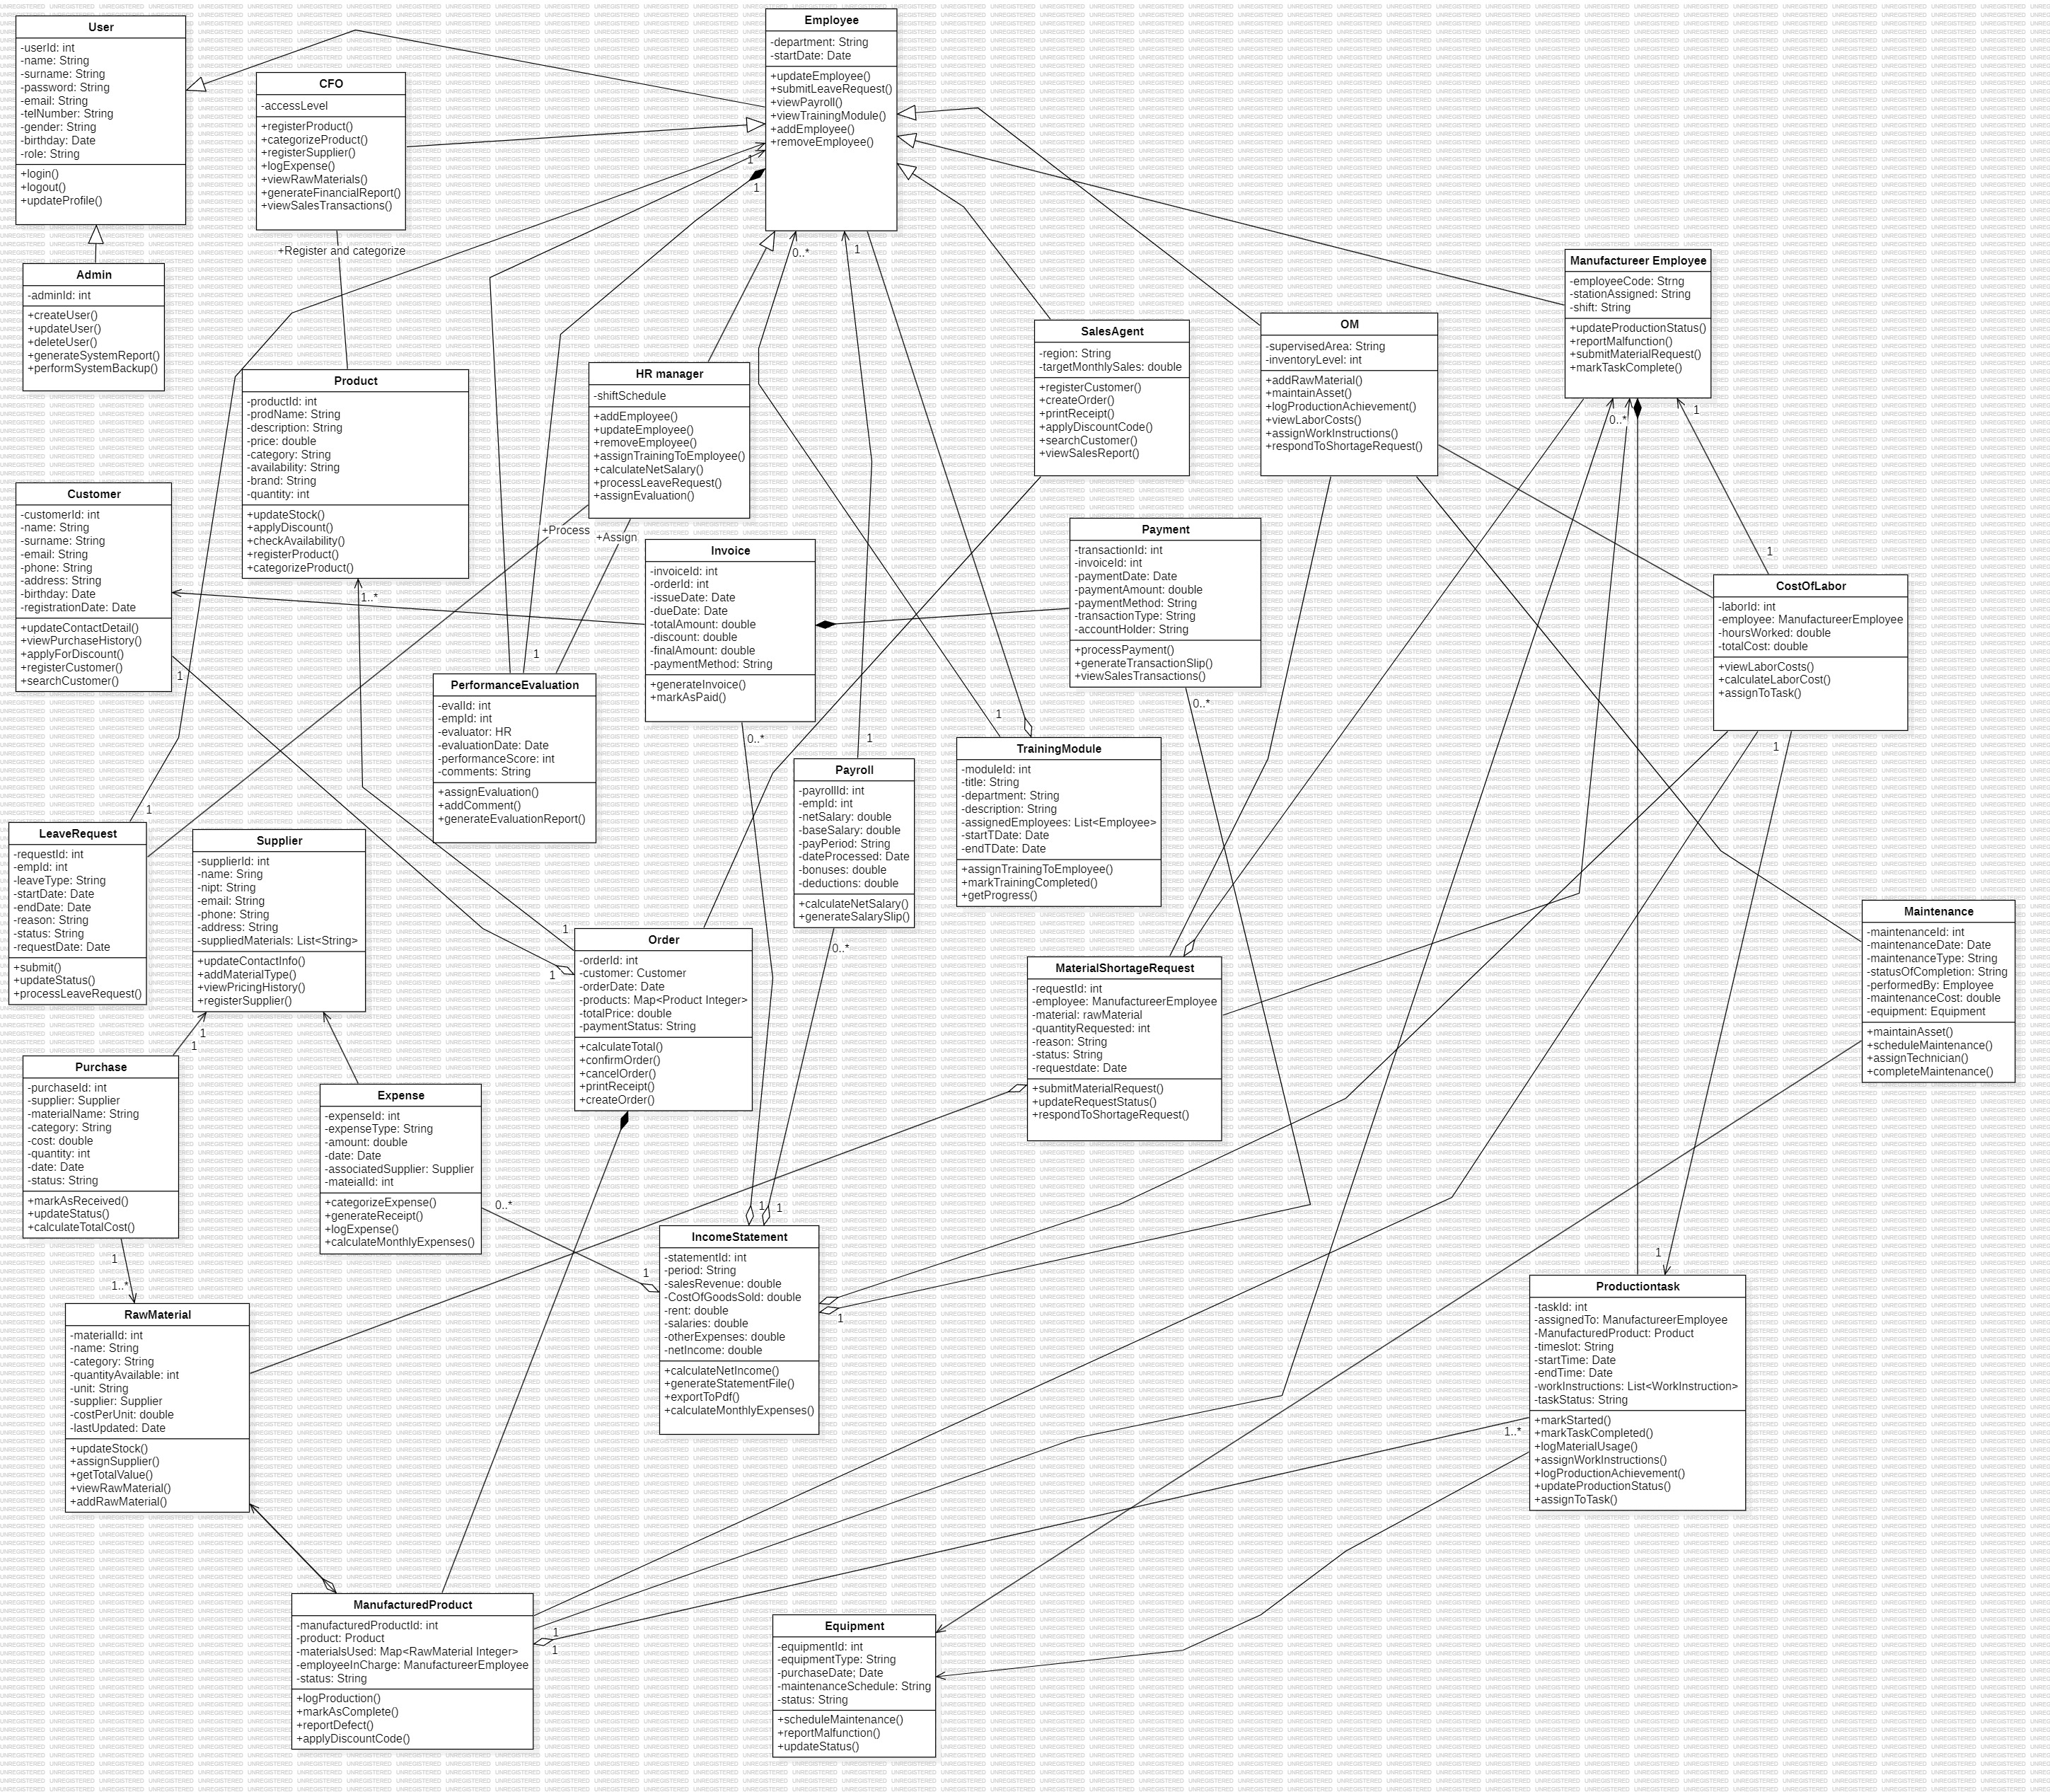 User
-userId: int
-name: String
-surname: String
-password: String
-email: String
-telNumber: String
-gender: String
-birthday: Date
-role: String
+login()
+logout()
+updateProfile()
CFO
-accessLevel
+registerProduct()
+categorizeProduct()
+registerSupplier()
+logExpense()
+viewRawMaterials()
+generateFinancialReport()
+viewSalesTransactions()
Employee
-department: String
-startDate: Date
+updateEmployee()
+submitLeaveRequest()
+viewPayroll()
+viewTrainingModule()
+addEmployee()
+removeEmployee()
1
1
0..*
1
+Register and categorize
Admin
-adminId: int
+createUser()
+updateUser()
+deleteUser()
+generateSystemReport()
+performSystemBackup()
Manufactureer Employee
-employeeCode: Strng
-stationAssigned: String
-shift: String
+updateProductionStatus()
+reportMalfunction()
+submitMaterialRequest()
+markTaskComplete()
0..*
1
SalesAgent
-region: String
-targetMonthlySales: double
+registerCustomer()
+createOrder()
+printReceipt()
+applyDiscountCode()
+searchCustomer()
+viewSalesReport()
OM
-supervisedArea: String
-inventoryLevel: int
+addRawMaterial()
+maintainAsset()
+logProductionAchievement()
+viewLaborCosts()
+assignWorkInstructions()
+respondToShortageRequest()
Product
-productId: int
-prodName: String
-description: String
-price: double
-category: String
-availability: String
-brand: String
-quantity: int
+updateStock()
+applyDiscount()
+checkAvailability()
+registerProduct()
+categorizeProduct()
1..*
HR manager
-shiftSchedule
+addEmployee()
+updateEmployee()
+removeEmployee()
+assignTrainingToEmployee()
+calculateNetSalary()
+processLeaveRequest()
+assignEvaluation()
+Process
+Assign
Customer
-customerId: int
-name: String
-surname: String
-email: String
-phone: String
-address: String
-birthday: Date
-registrationDate: Date
+updateContactDetail()
+viewPurchaseHistory()
+applyForDiscount()
+registerCustomer()
+searchCustomer()
1
Invoice
-invoiceId: int
-orderId: int
-issueDate: Date
-dueDate: Date
-totalAmount: double
-discount: double
-finalAmount: double
-paymentMethod: String
+generateInvoice()
+markAsPaid()
0..*
Payment
-transactionId: int
-invoiceId: int
-paymentDate: Date
-paymentAmount: double
-paymentMethod: String
-transactionType: String
-accountHolder: String
+processPayment()
+generateTransactionSlip()
+viewSalesTransactions()
0..*
1
CostOfLabor
-laborId: int
-employee: ManufactureerEmployee
-hoursWorked: double
-totalCost: double
+viewLaborCosts()
+calculateLaborCost()
+assignToTask()
1
1
PerformanceEvaluation
-evalId: int
-empId: int
-evaluator: HR
-evaluationDate: Date
-performanceScore: int
-comments: String
+assignEvaluation()
+addComment()
+generateEvaluationReport()
1
TrainingModule
-moduleId: int
-title: String
-department: String
-description: String
-assignedEmployees: List<Employee>
-startTDate: Date
-endTDate: Date
+assignTrainingToEmployee()
+markTrainingCompleted()
+getProgress()
1
Payroll
-payrollId: int
-empId: int
-netSalary: double
-baseSalary: double
-payPeriod: String
-dateProcessed: Date
-bonuses: double
-deductions: double
+calculateNetSalary()
+generateSalarySlip()
0..*
1
LeaveRequest
-requestId: int
-empId: int
-leaveType: String
-startDate: Date
-endDate: Date
-reason: String
-status: String
-requestDate: Date
+submit()
+updateStatus()
+processLeaveRequest()
Supplier
-supplierId: int
-name: Sring
-nipt: String
-email: String
-phone: String
-address: String
-suppliedMaterials: List<String>
+updateContactInfo()
+addMaterialType()
+viewPricingHistory()
+registerSupplier()
1
1
1
1
Order
-orderId: int
-customer: Customer
-orderDate: Date
-products: Map<Product Integer>
-totalPrice: double
-paymentStatus: String
+calculateTotal()
+confirmOrder()
+cancelOrder()
+printReceipt()
+createOrder()
MaterialShortageRequest
-requestId: int
-employee: ManufactureerEmployee
-material: rawMaterial
-quantityRequested: int
-reason: String
-status: String
-requestdate: Date
+submitMaterialRequest()
+updateRequestStatus()
+respondToShortageRequest()
Maintenance
-maintenanceId: int
-maintenanceDate: Date
-maintenanceType: String
-statusOfCompletion: String
-performedBy: Employee
-maintenanceCost: double
-equipment: Equipment
+maintainAsset()
+scheduleMaintenance()
+assignTechnician()
+completeMaintenance()
Purchase
-purchaseId: int
-supplier: Supplier
-materialName: String
-category: String
-cost: double
-quantity: int
-date: Date
-status: String
+markAsReceived()
+updateStatus()
+calculateTotalCost()
1
1..*
Expense
-expenseId: int
-expenseType: String
-amount: double
-date: Date
-associatedSupplier: Supplier
-mateialId: int
+categorizeExpense()
+generateReceipt()
+logExpense()
+calculateMonthlyExpenses()
0..*
1
1
1
1
IncomeStatement
-statementId: int
-period: String
-salesRevenue: double
-CostOfGoodsSold: double
-rent: double
-salaries: double
-otherExpenses: double
-netIncome: double
+calculateNetIncome()
+generateStatementFile()
+exportToPdf()
+calculateMonthlyExpenses()
1
Productiontask
-taskId: int
-assignedTo: ManufactureerEmployee
-ManufacturedProduct: Product
-timeslot: String
-startTime: Date
-endTime: Date
-workInstructions: List<WorkInstruction>
-taskStatus: String
+markStarted()
+markTaskCompleted()
+logMaterialUsage()
+assignWorkInstructions()
+logProductionAchievement()
+updateProductionStatus()
+assignToTask()
1..*
RawMaterial
-materialId: int
-name: String
-category: String
-quantityAvailable: int
-unit: String
-supplier: Supplier
-costPerUnit: double
-lastUpdated: Date
+updateStock()
+assignSupplier()
+getTotalValue()
+viewRawMaterial()
+addRawMaterial()
ManufacturedProduct
-manufacturedProductId: int
-product: Product
-materialsUsed: Map<RawMaterial Integer>
-employeeInCharge: ManufactureerEmployee
-status: String
+logProduction()
+markAsComplete()
+reportDefect()
+applyDiscountCode()
1
1
Equipment
-equipmentId: int
-equipmentType: String
-purchaseDate; Date
-maintenanceSchedule: String
-status: String
+scheduleMaintenance()
+reportMalfunction()
+updateStatus()
UNREGISTERED